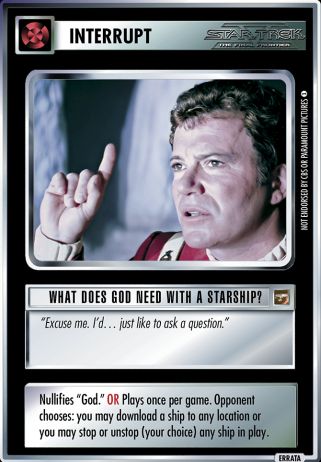 INTERRUPT
STAR TREK
THE FINAL FRONTIER
NOT ENDORSED BY CBS OR PARAMOUNT PICTURES
WHAT DOES GOD NEED WITH A STARSHIP?
"Excuse me. I'd... just like to ask a question."
Nullifies "God." OR Plays once per game. Opponent
chooses: you may download a ship to any location or
you may stop or unstop (your choice) any ship in play.
ERRATA